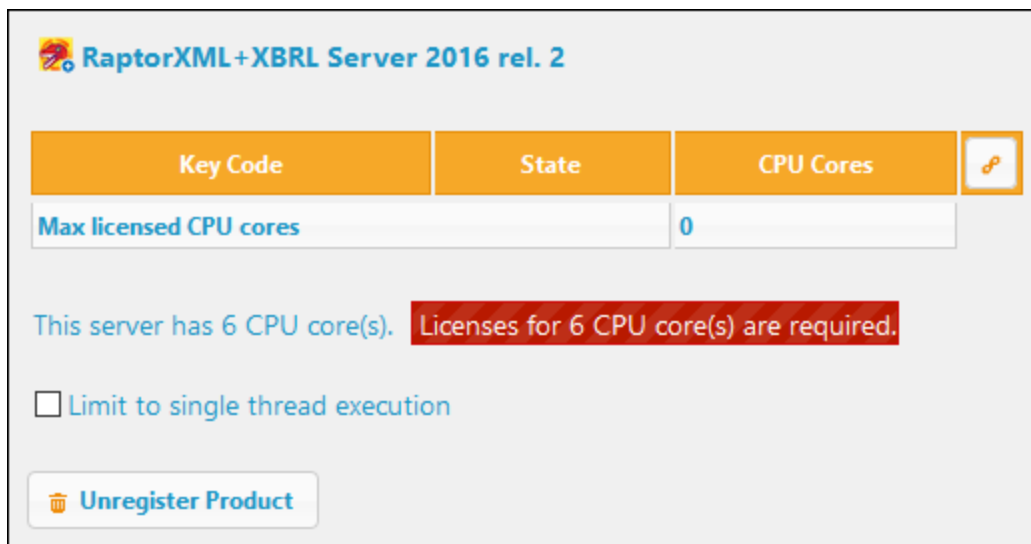 RaptorXML+XBRL Server 2016 rel. 2
Key Code State CPU Cores
Max licensed CPU cores 0
This server has 6 CPU core(s). Licenses for 6 CPU core(s) are required.
Limit to single thread execution
Unregister Product